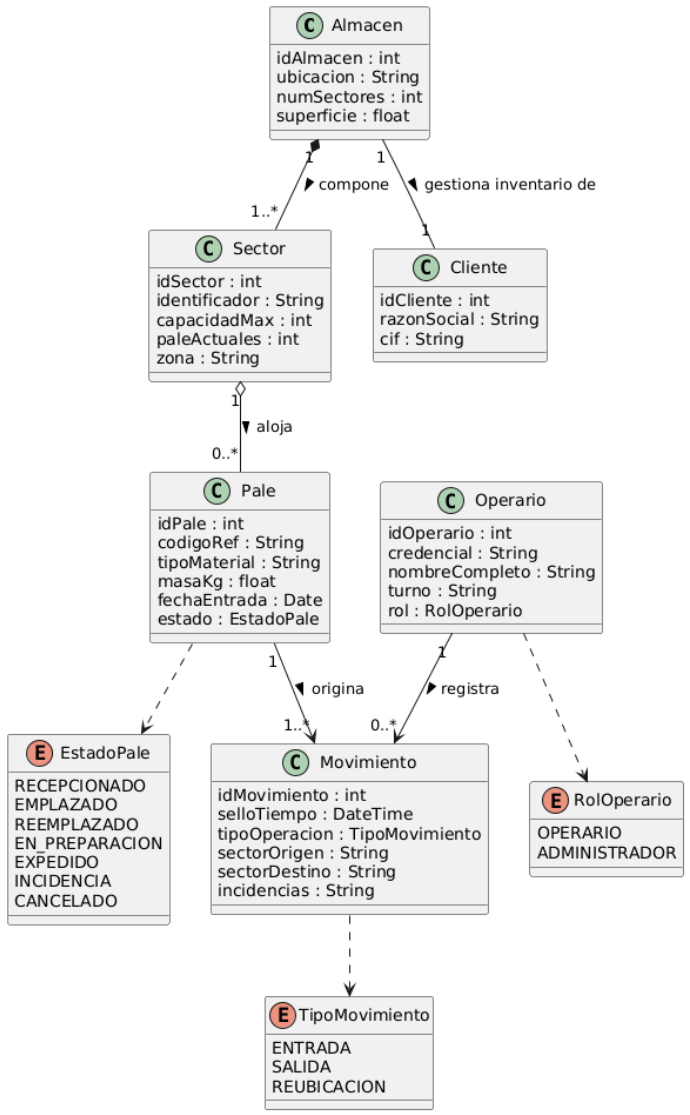 C Almacen
idAlmacen : int
ubicacion : String
numSectores : int
superficie : float
1
1
compone
gestiona inventario de
1..*
1
C Sector
idSector : int
identificador : String
capacidadMax : int
paleActuales : int
zona : String
C Cliente
idCliente : int
razonSocial : String
cif : String
1
aloja
0..*
C Pale
idPale : int
codigoRef : String
tipoMaterial : String
masaKg : float
fechaEntrada : Date
estado : EstadoPale
C Operario
idOperario : int
credencial : String
nombreCompleto : String
turno : String
rol : RolOperario
1
origina
1..*
1
registra
0..*
E EstadoPale
RECEPCIONADO
EMPLAZADO
REEMPLAZADO
EN_PREPARACION
EXPEDIDO
INCIDENCIA
CANCELADO
C Movimiento
idMovimiento : int
selloTiempo : DateTime
tipoOperacion : TipoMovimiento
sectorOrigen : String
sectorDestino : String
incidencias : String
E RolOperario
OPERARIO
ADMINISTRADOR
E TipoMovimiento
ENTRADA
SALIDA
REUBICACION